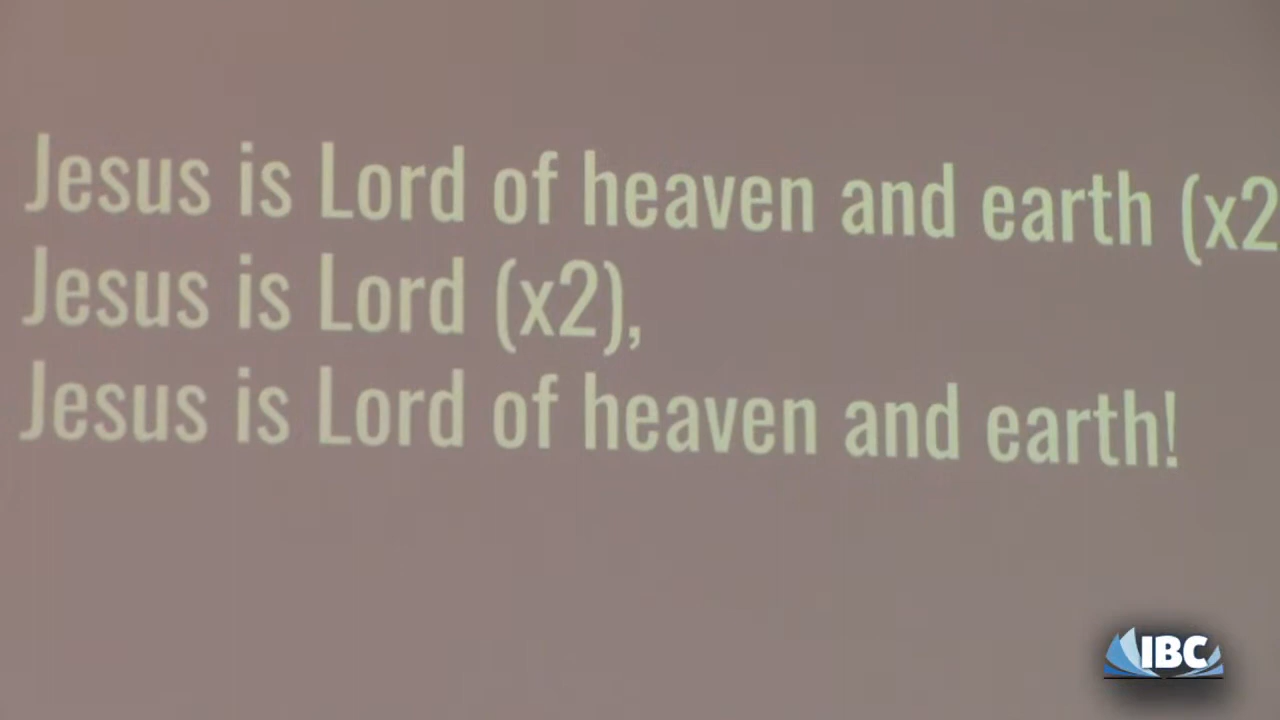 Jesus is Lord of heaven and earth (x2
Jesus is Lord (x2),
Jesus is Lord of heaven and earth!
IBC